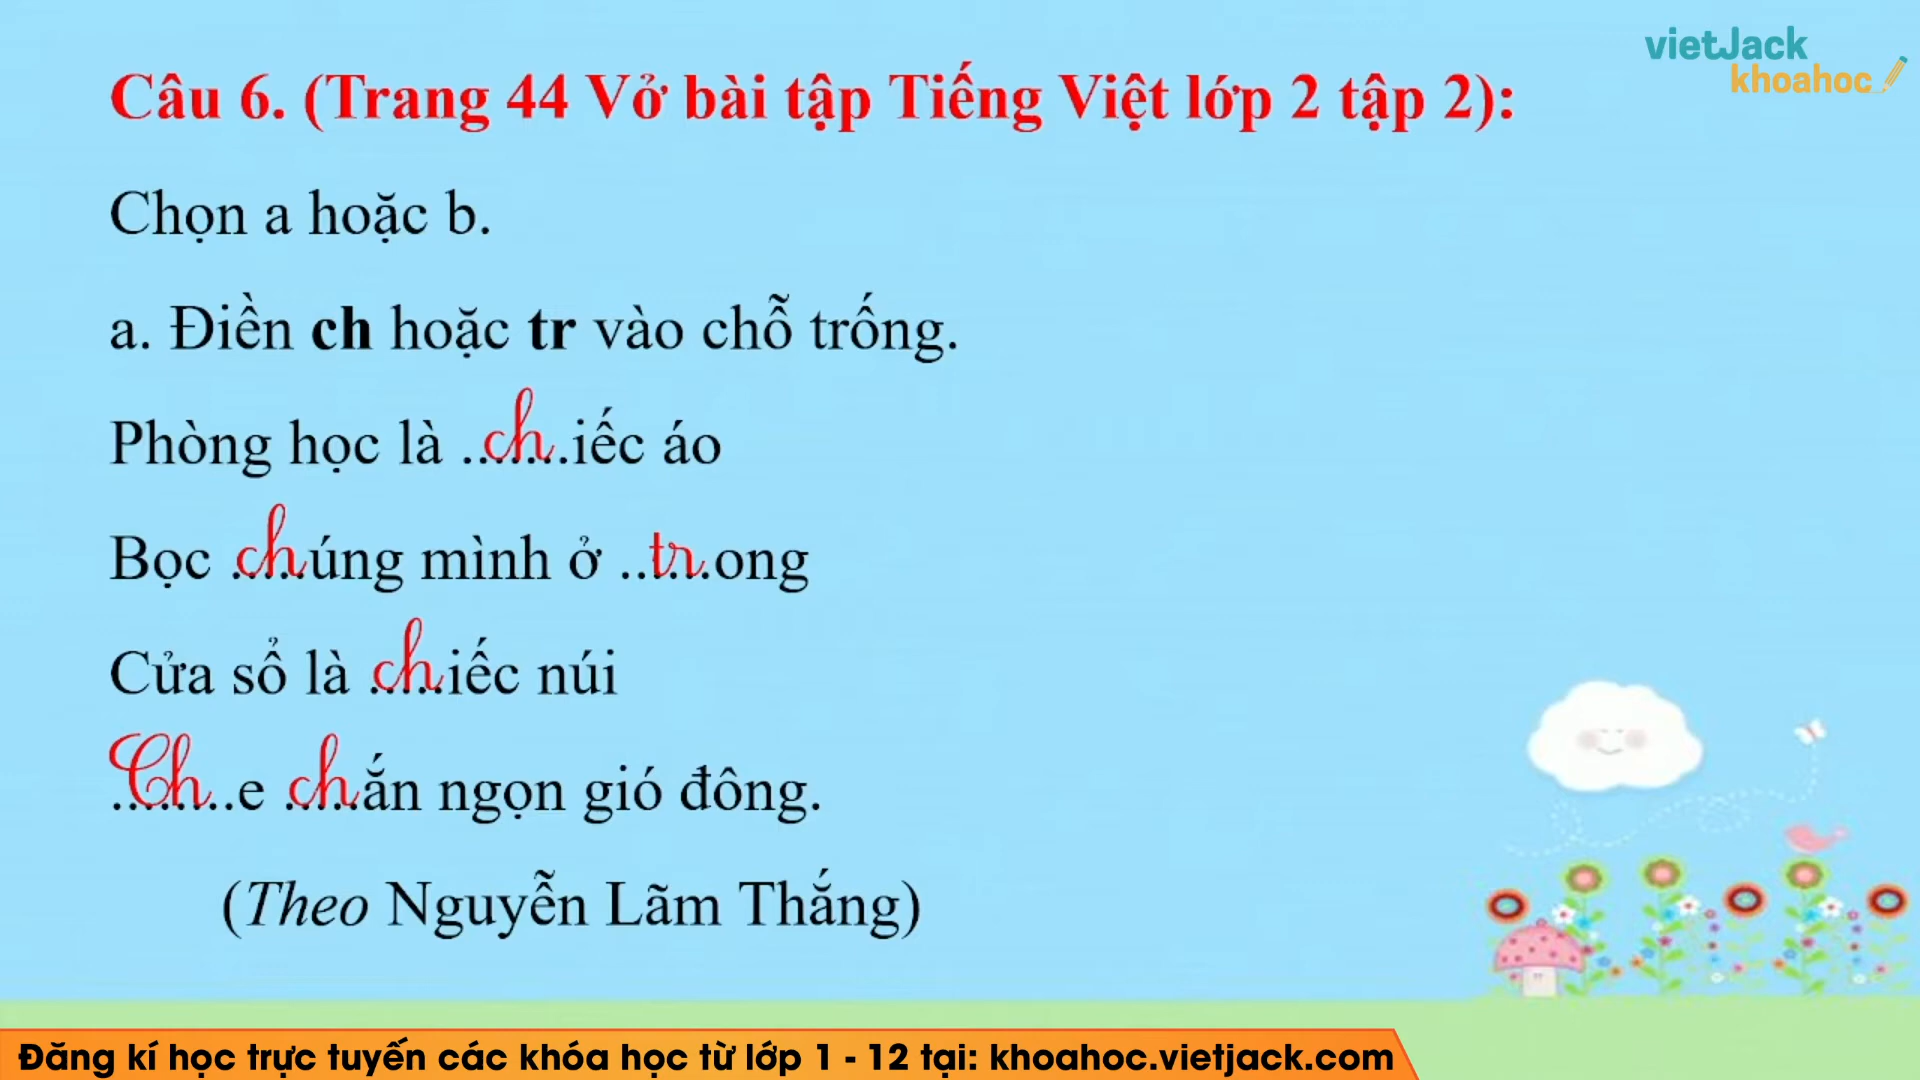 vietJack
khoahoc
Câu 6. (Trang 44 Vở bài tập Tiếng Việt lớp 2 tập 2):
Chọn a hoặc b.
a. Điền ch hoặc tr vào chỗ trống.
Phòng học là ..ch..iếc áo
Bọc ch úng mình ở ..tr..ong
Cửa sổ là ch iếc núi
Ch..e ch ắn ngọn gió đông.
(Theo Nguyễn Lãm Thắng)
Đăng kí học trực tuyến các khóa học từ lớp 1 - 12 tại: khoahoc.vietjack.com